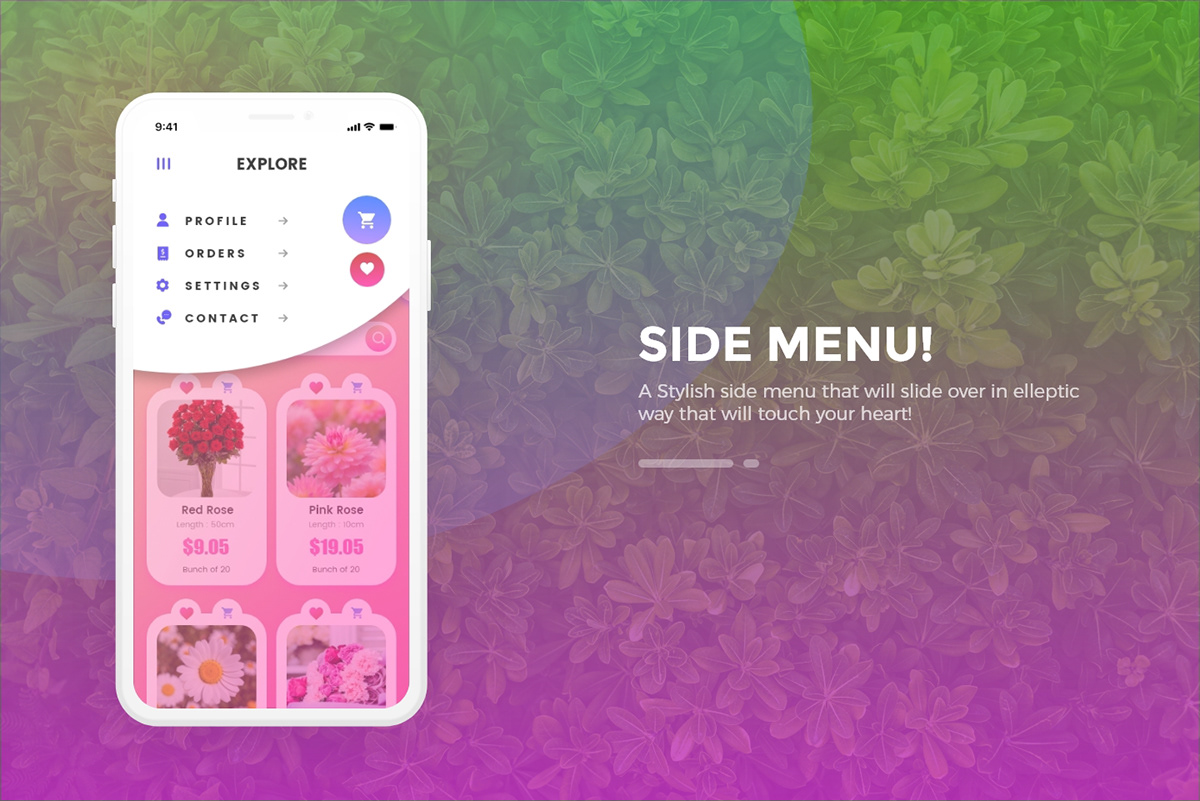 9:41
EXPLORE
PROFILE
ORDERS
SETTINGS
CONTACT
Red Rose
Length : 50cm
$9.05
Bunch of 20
Pink Rose
Length : 10cm
$19.05
Bunch of 20
SIDE MENU!
A Stylish side menu that will slide over in elleptic
way that will touch your heart!